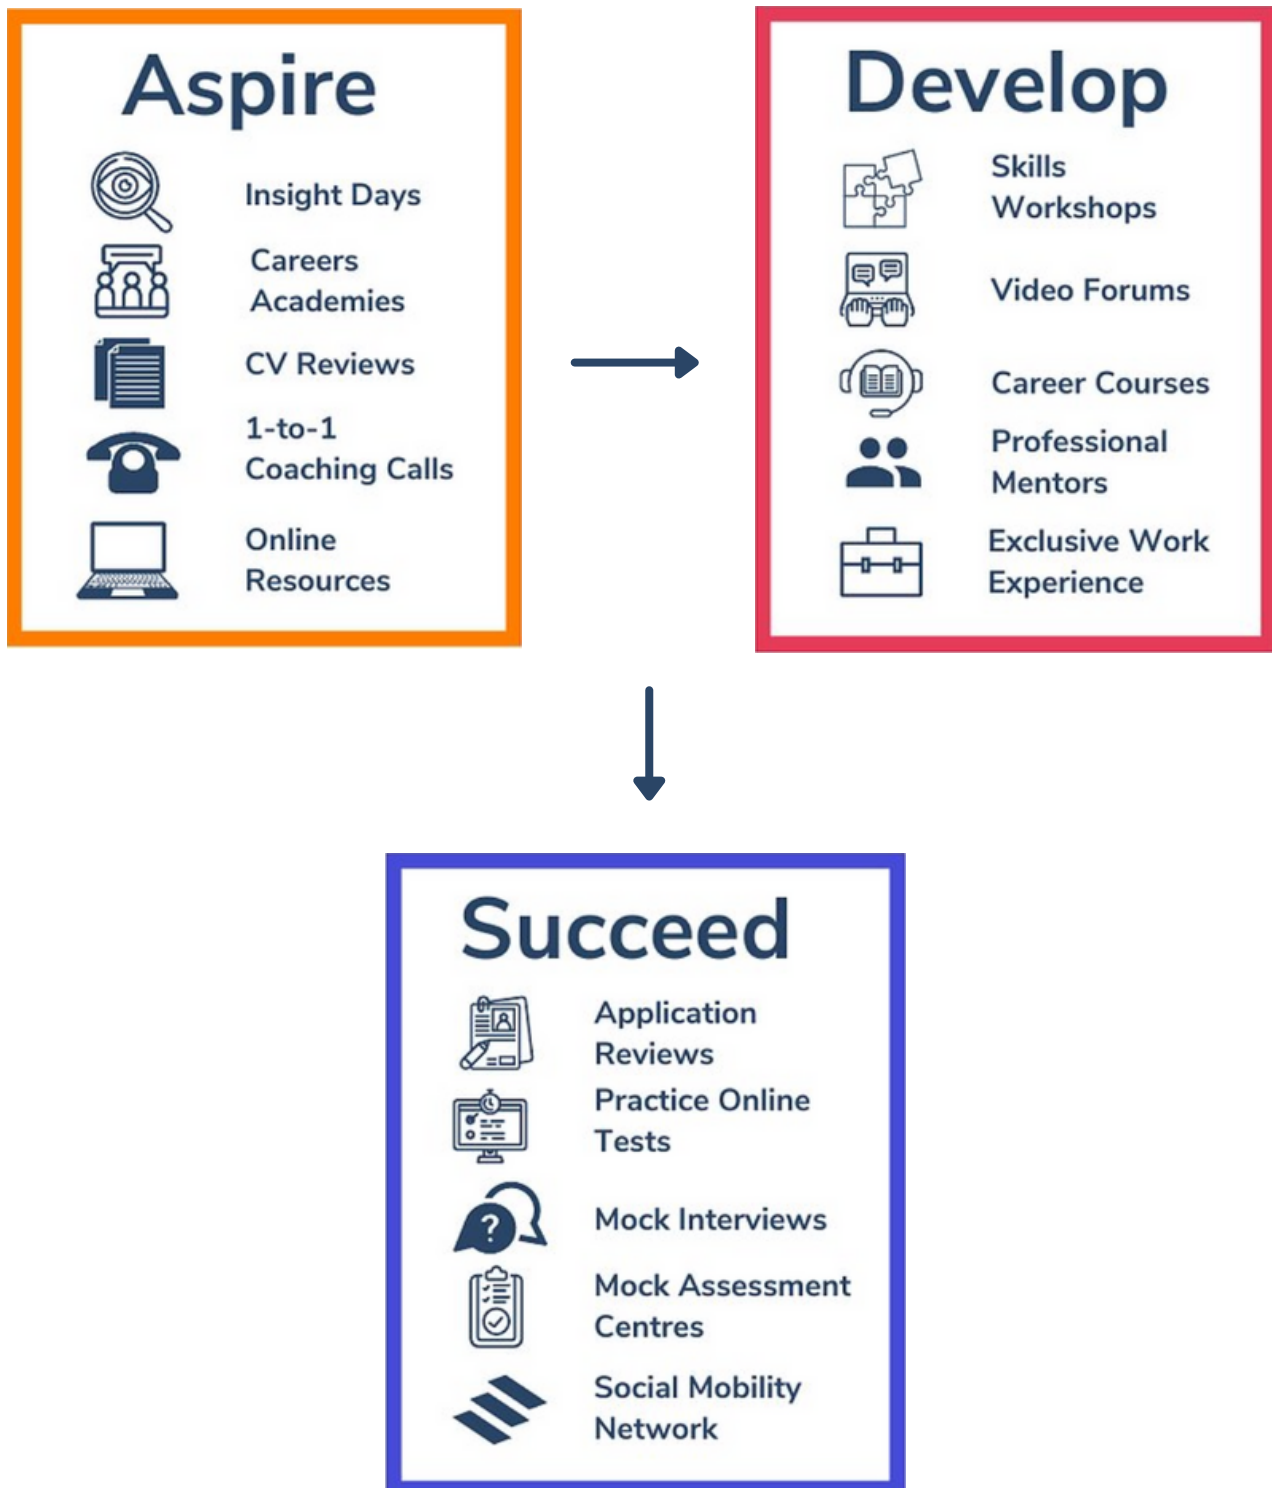 Aspire
Insight Days
Careers
Academies
CV Reviews
1-to-1
Coaching Calls
Online
Resources
Develop
Skills
Workshops
Video Forums
Career Courses
Professional
Mentors
Exclusive Work
Experience
Succeed
Application
Reviews
Practice Online
Tests
?
Mock Interviews
Mock Assessment
Centres
Social Mobility
Network